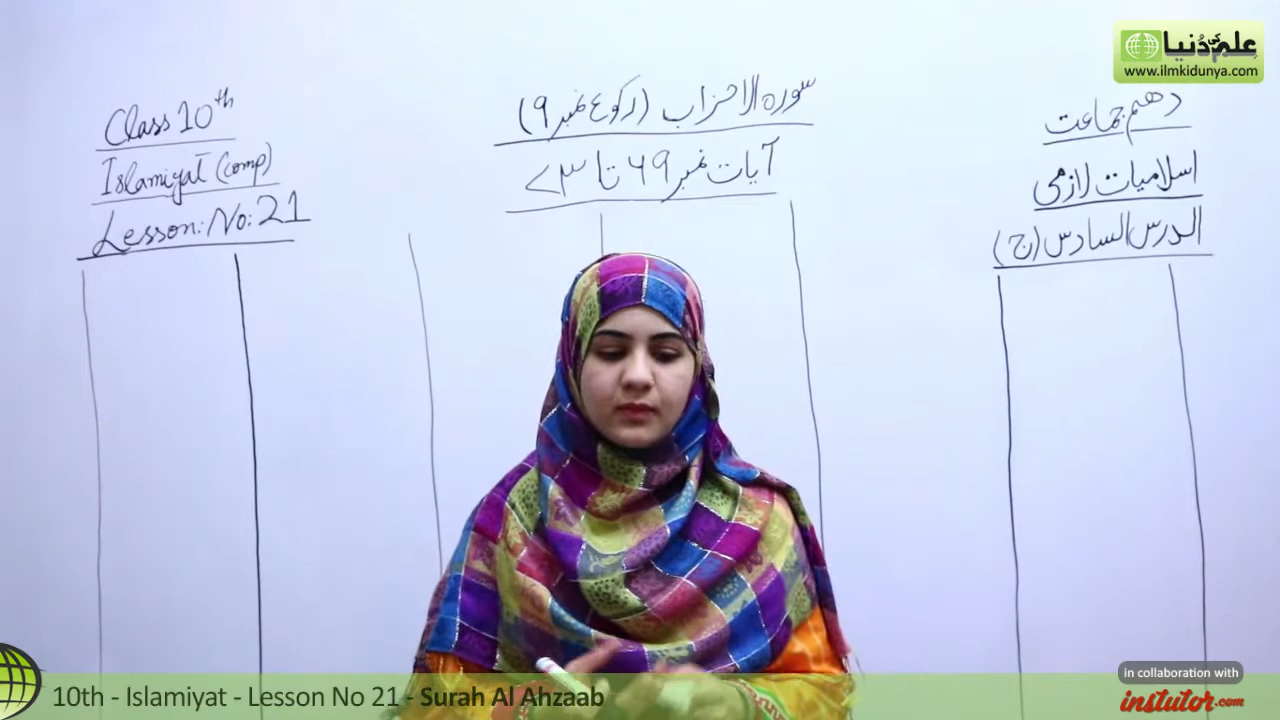 علم کی دُنیا
www.ilmkidunya.com
Class 10th
Islamiyat (comp)
Lesson: No: 21
سورہ الاحزاب (رکوع نمبر ۹)
آیات نمبر ۶۹ تا ۷۳
دھم جماعت
اسلامیات لازمی
الدرس السادس (ج)
10th - Islamiyat - Lesson No 21 - Surah Al Ahzaab
in collaboration with
instutor.com